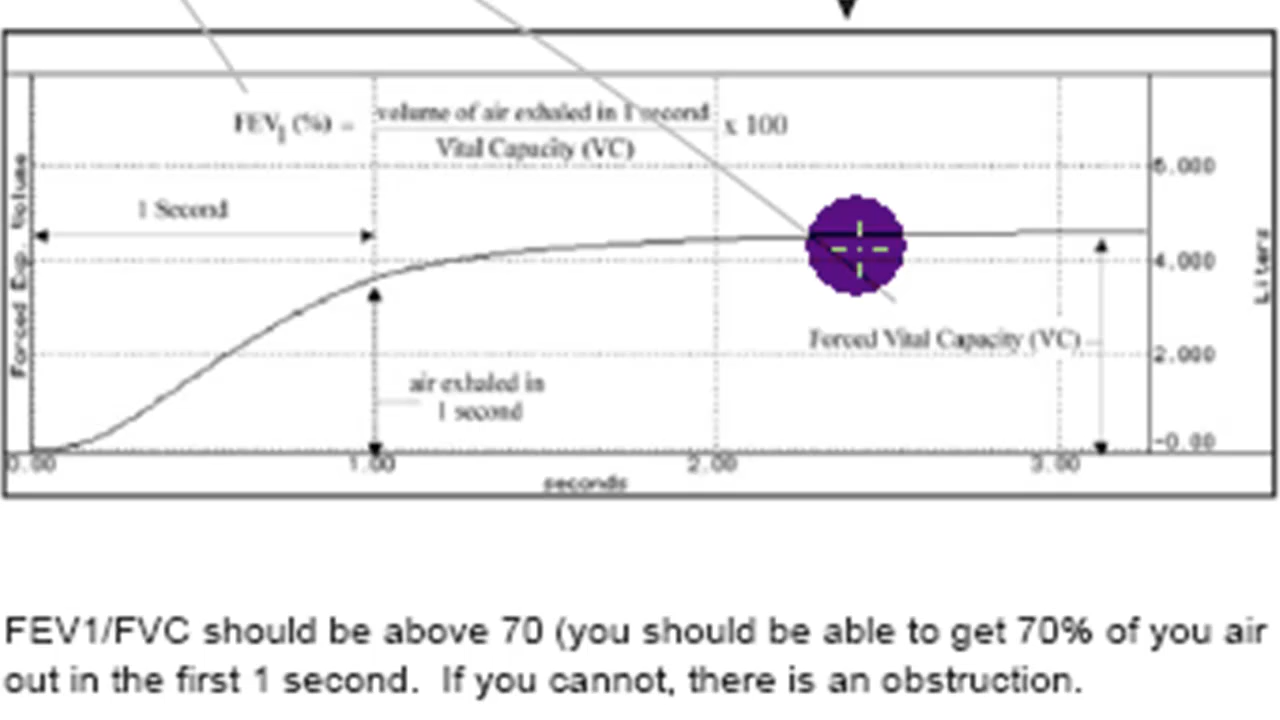 volume of air exhaled in 1 second
FEV1 (%) = x 100
Vital Capacity (VC)
1 Second
6.000
4.000
2.000
-0.00
Forced Exp. Volume
Liters
Forced Vital Capacity (VC)
air exhaled in
1 second
0.00 1.00 2.00 3.00
seconds
FEV1/FVC should be above 70 (you should be able to get 70% of you air
out in the first 1 second. If you cannot, there is an obstruction.